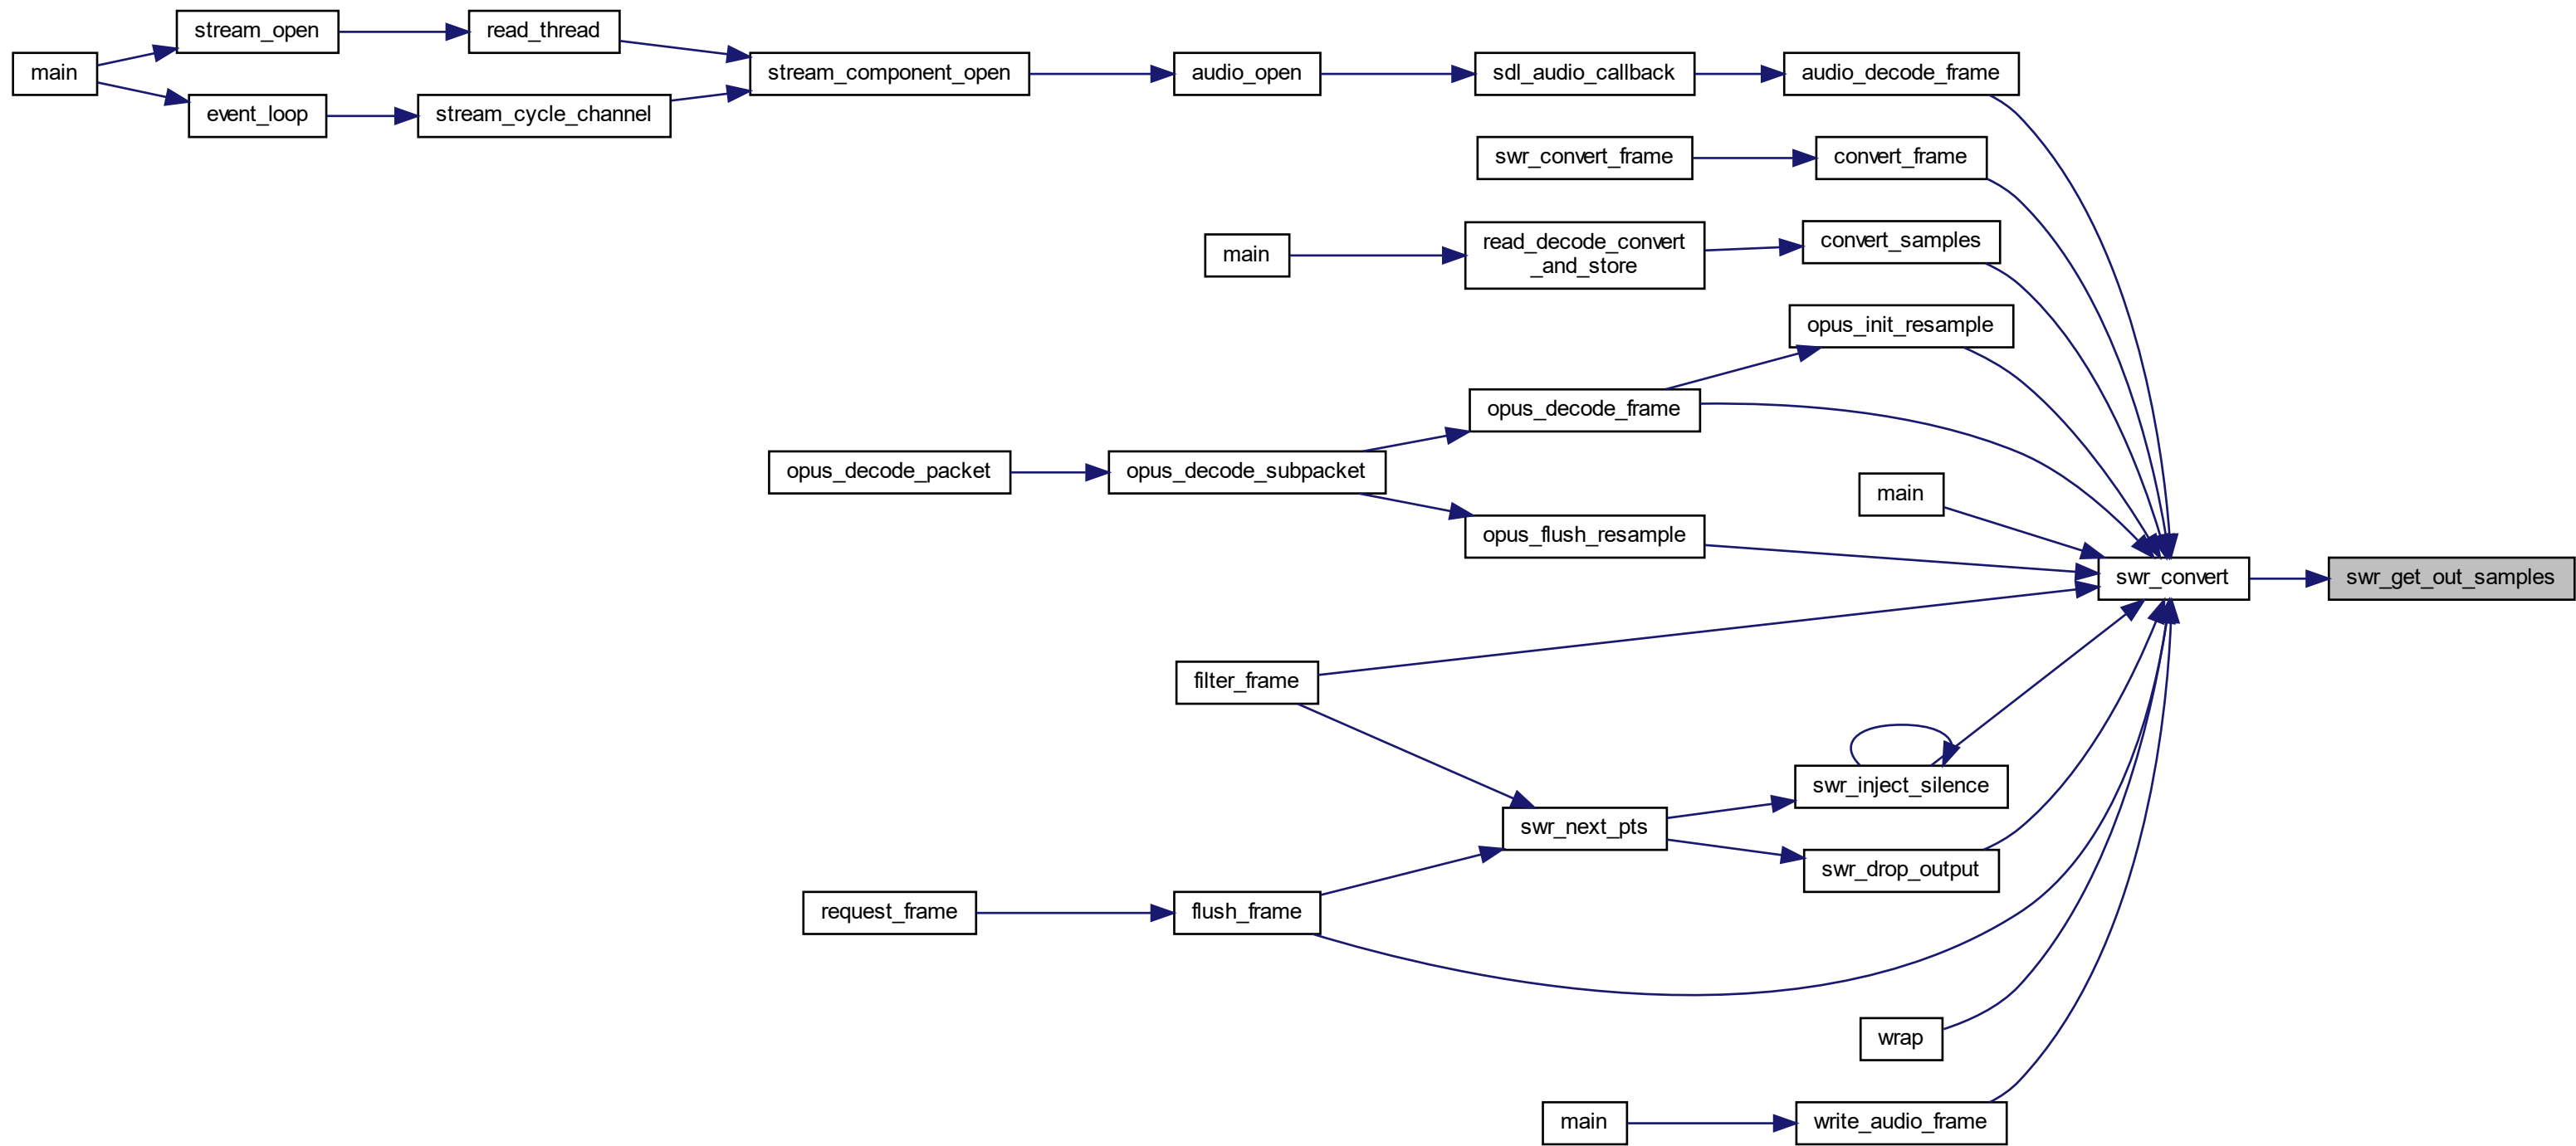 stream_open
read_thread
main
stream_component_open
audio_open
sdl_audio_callback
audio_decode_frame
event_loop
stream_cycle_channel
swr_convert_frame
convert_frame
main
read_decode_convert
_and_store
convert_samples
opus_init_resample
opus_decode_frame
opus_decode_packet
opus_decode_subpacket
main
opus_flush_resample
swr_convert
swr_get_out_samples
filter_frame
swr_inject_silence
swr_next_pts
swr_drop_output
request_frame
flush_frame
wrap
main
write_audio_frame